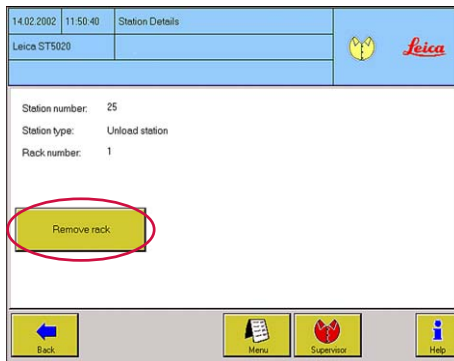 14.02.2002 11:50:40 Station Details
Leica ST5020
Leica
Station number: 25
Station type: Unload station
Rack number: 1
Remove rack
Back Menu Supervisor Help